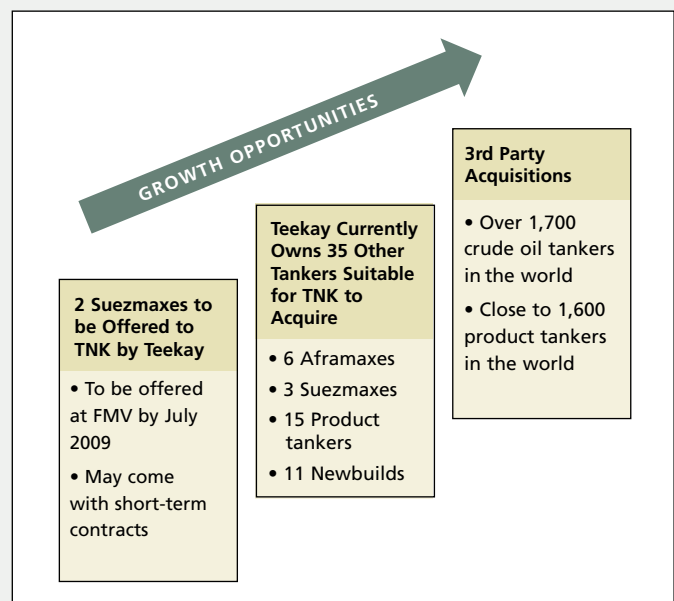 GROWTH OPPORTUNITIES
2 Suezmaxes to
be Offered to
TNK by Teekay
• To be offered
at FMV by July
2009
• May come
with short-term
contracts
Teekay Currently
Owns 35 Other
Tankers Suitable
for TNK to
Acquire
• 6 Aframaxes
• 3 Suezmaxes
• 15 Product
tankers
• 11 Newbuilds
3rd Party
Acquisitions
• Over 1,700
crude oil tankers
in the world
• Close to 1,600
product tankers
in the world